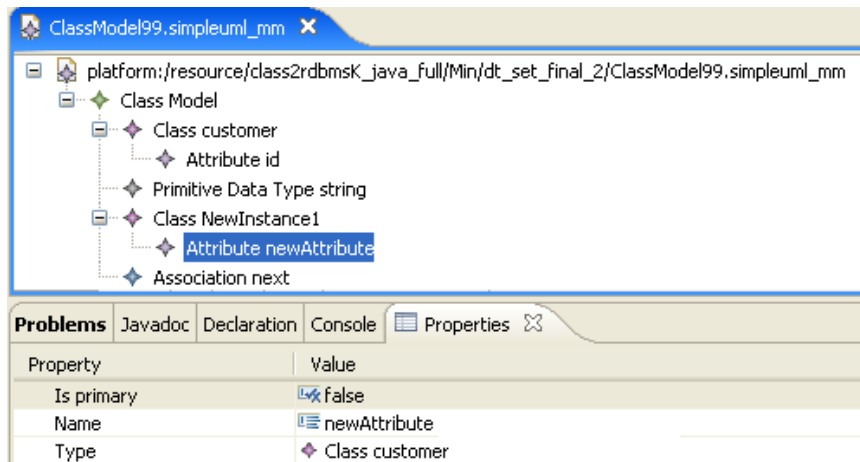 ClassModel99.simpleuml_mm
platform:/resource/class2rdbmsK_java_full/Min/dt_set_final_2/ClassModel99.simpleuml_mm
Class Model
Class customer
Attribute id
Primitive Data Type string
Class NewInstance1
Attribute newAttribute
Association next
Problems Javadoc Declaration Console Properties
Property Value
Is primary false
Name newAttribute
Type Class customer